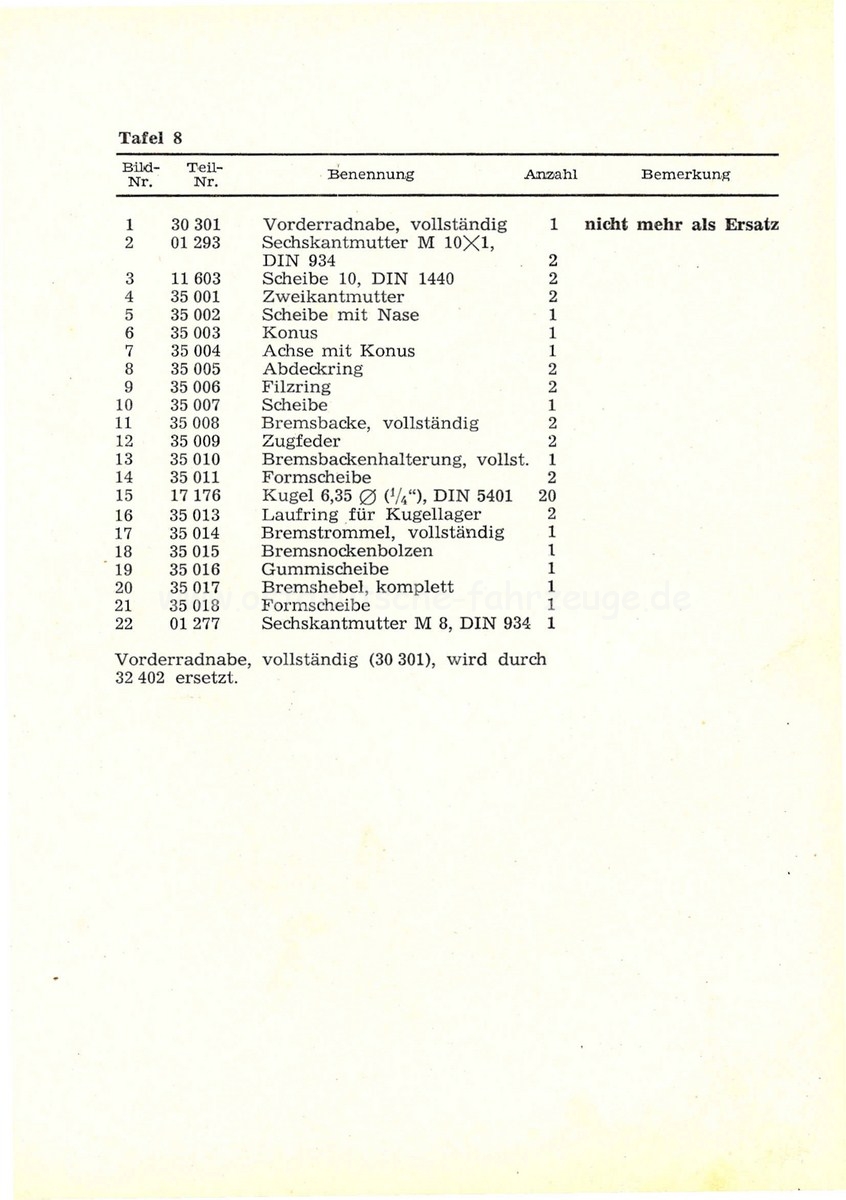 Tafel 8
Bild-Nr. Teil-Nr. Benennung Anzahl Bemerkung
1 30 301 Vorderradnabe, vollständig 1 nicht mehr als Ersatz
2 01 293 Sechskantmutter M 10×1,
DIN 934 2
3 11 603 Scheibe 10, DIN 1440 2
4 35 001 Zweikantmutter 2
5 35 002 Scheibe mit Nase 1
6 35 003 Konus 1
7 35 004 Achse mit Konus 1
8 35 005 Abdeckring 2
9 35 006 Filzring 2
10 35 007 Scheibe 1
11 35 008 Bremsbacke, vollständig 2
12 35 009 Zugfeder 2
13 35 010 Bremsbackenhalterung, vollst. 1
14 35 011 Formscheibe 2
15 17 176 Kugel 6,35 ∅ (¹/₄“), DIN 5401 20
16 35 013 Laufring für Kugellager 2
17 35 014 Bremstrommel, vollständig 1
18 35 015 Bremsnockenbolzen 1
19 35 016 Gummischeibe 1
20 35 017 Bremshebel, komplett 1
21 35 018 Formscheibe 1
22 01 277 Sechskantmutter M 8, DIN 934 1
Vorderradnabe, vollständig (30 301), wird durch
32 402 ersetzt.